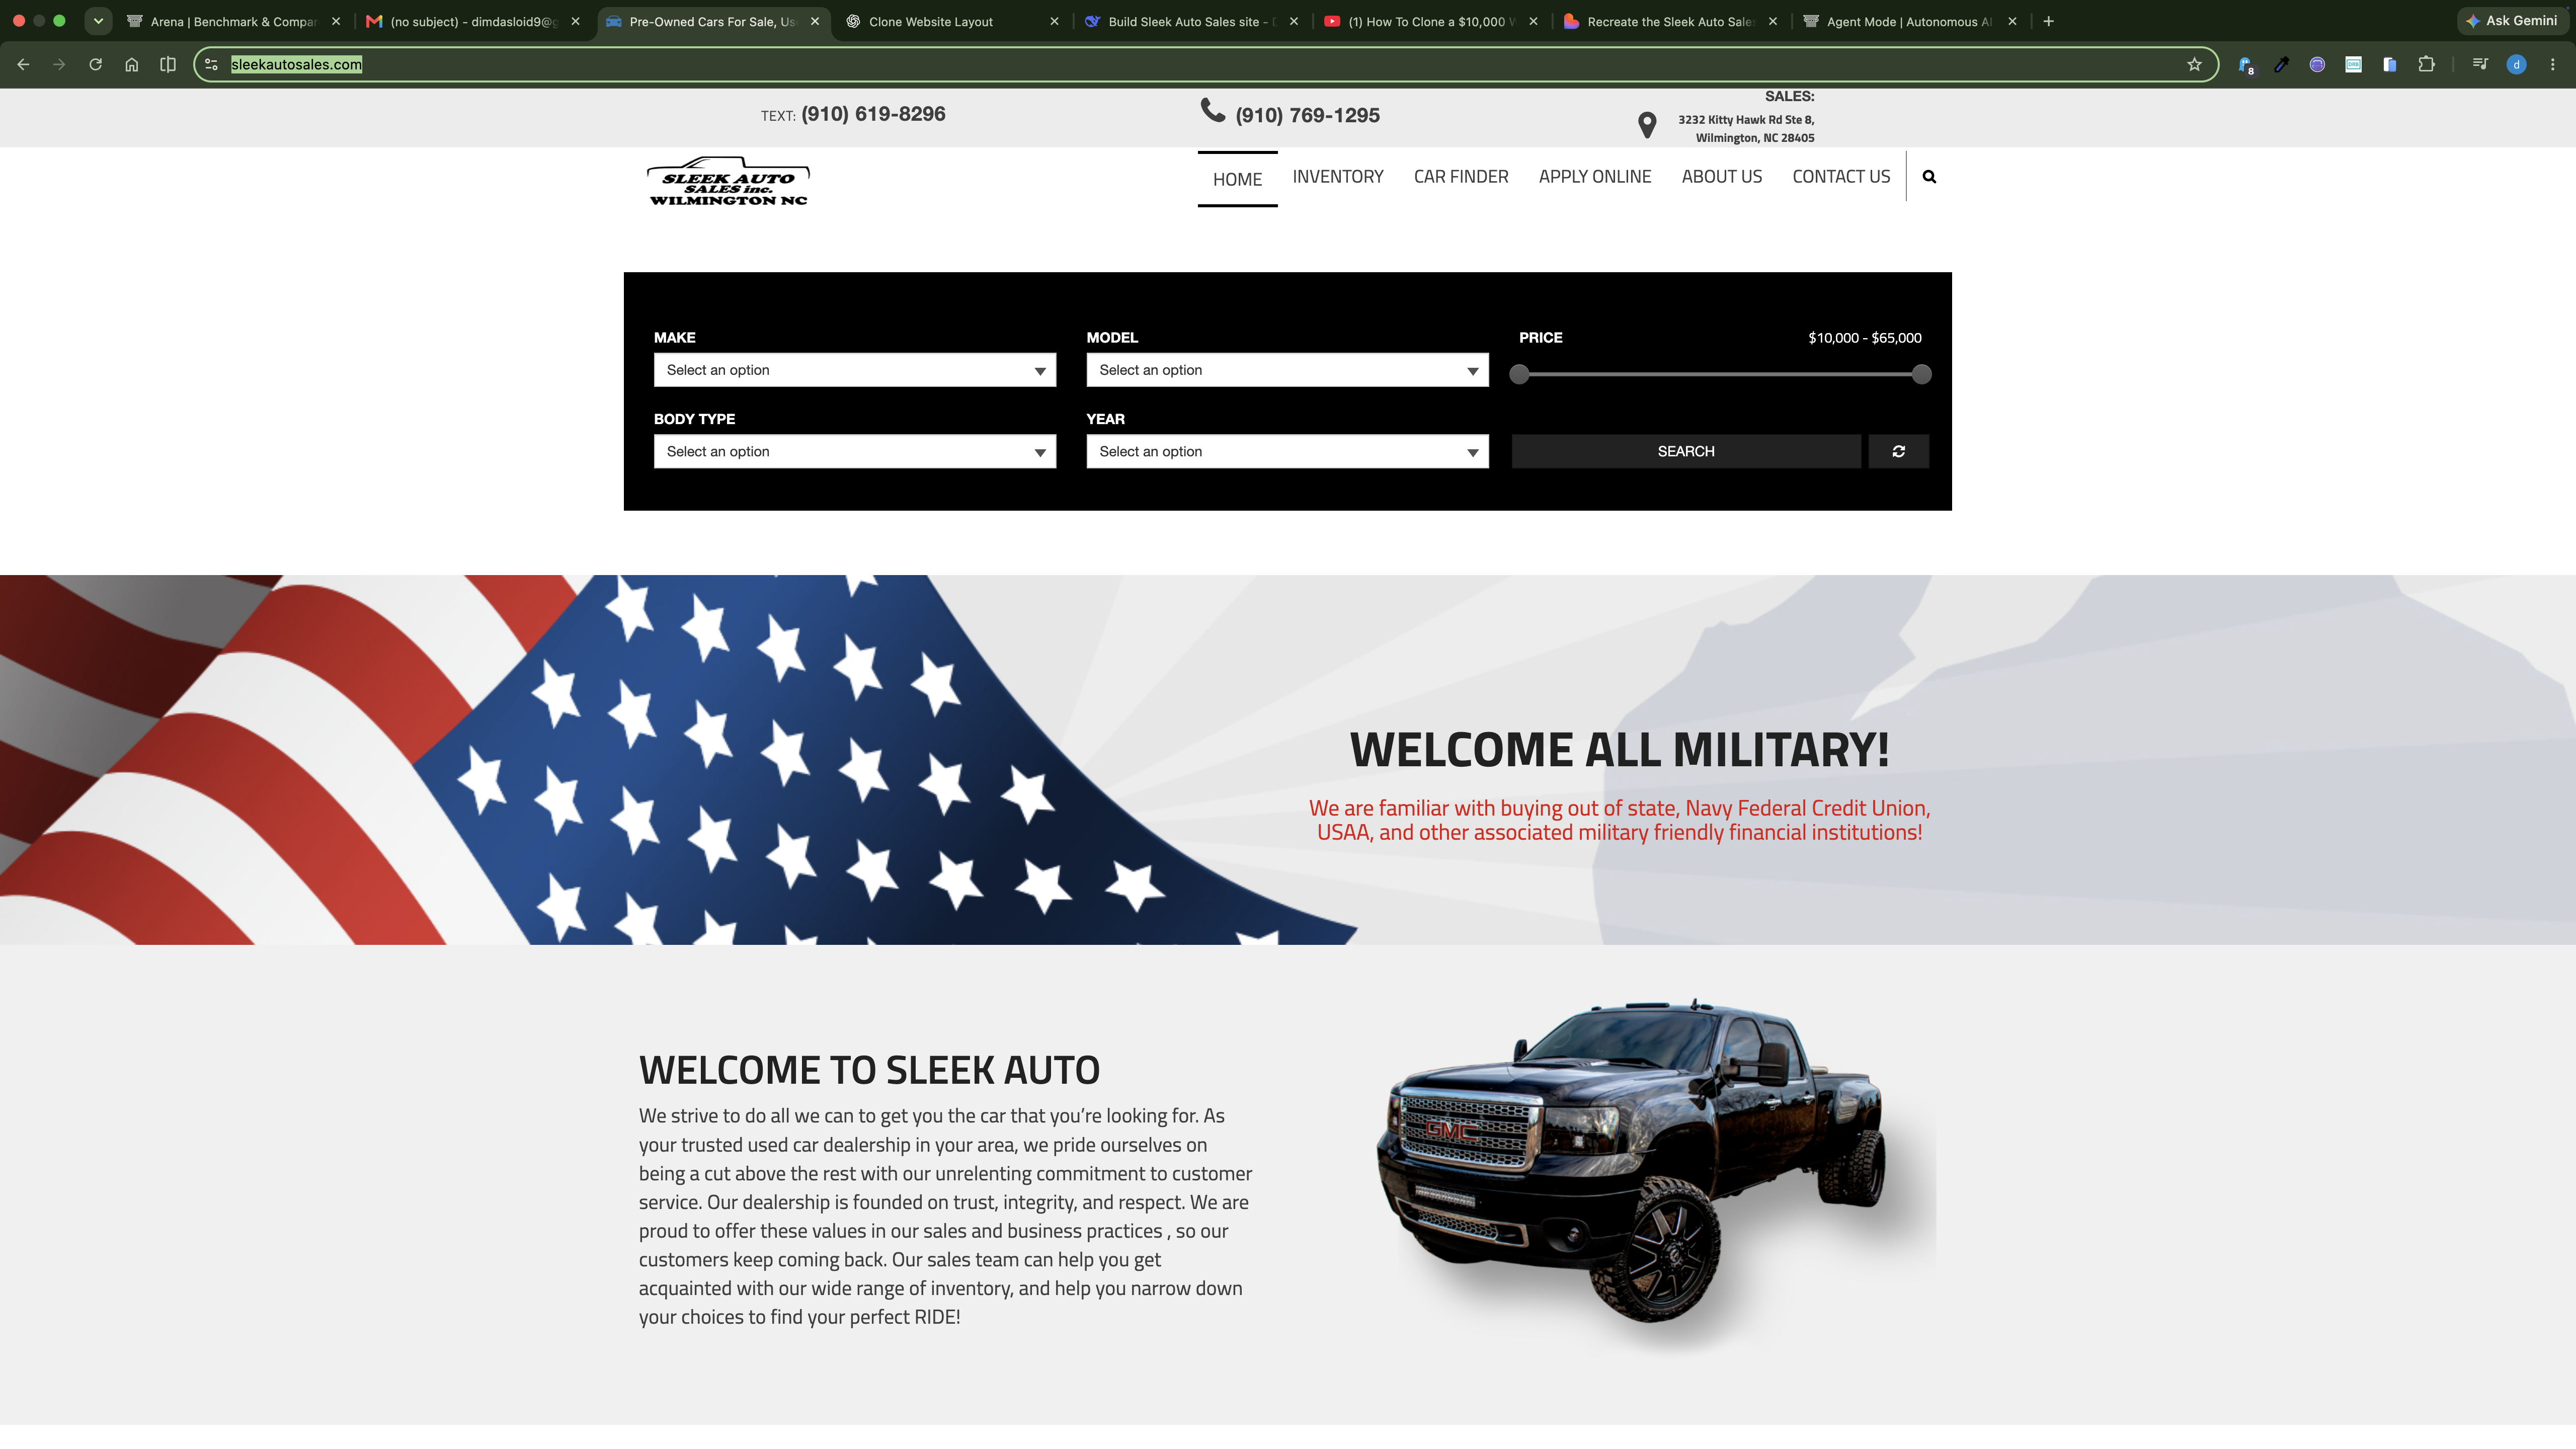 Arena | Benchmark & Compar
(no subject) - dimdasloid9@g
Pre-Owned Cars For Sale, Us
Clone Website Layout
Build Sleek Auto Sales site - D
(1) How To Clone a $10,000 W
Recreate the Sleek Auto Sale
Agent Mode | Autonomous AI
Ask Gemini
sleekautosales.com
8
d
TEXT: (910) 619-8296
(910) 769-1295
SALES:
3232 Kitty Hawk Rd Ste 8,
Wilmington, NC 28405
SLEEK AUTO
SALES inc.
WILMINGTON NC
HOME
INVENTORY
CAR FINDER
APPLY ONLINE
ABOUT US
CONTACT US
MAKE
Select an option
MODEL
Select an option
PRICE
$10,000 - $65,000
BODY TYPE
Select an option
YEAR
Select an option
SEARCH
WELCOME ALL MILITARY!
We are familiar with buying out of state, Navy Federal Credit Union,
USAA, and other associated military friendly financial institutions!
WELCOME TO SLEEK AUTO
We strive to do all we can to get you the car that you’re looking for. As
your trusted used car dealership in your area, we pride ourselves on
being a cut above the rest with our unrelenting commitment to customer
service. Our dealership is founded on trust, integrity, and respect. We are
proud to offer these values in our sales and business practices , so our
customers keep coming back. Our sales team can help you get
acquainted with our wide range of inventory, and help you narrow down
your choices to find your perfect RIDE!
GMC